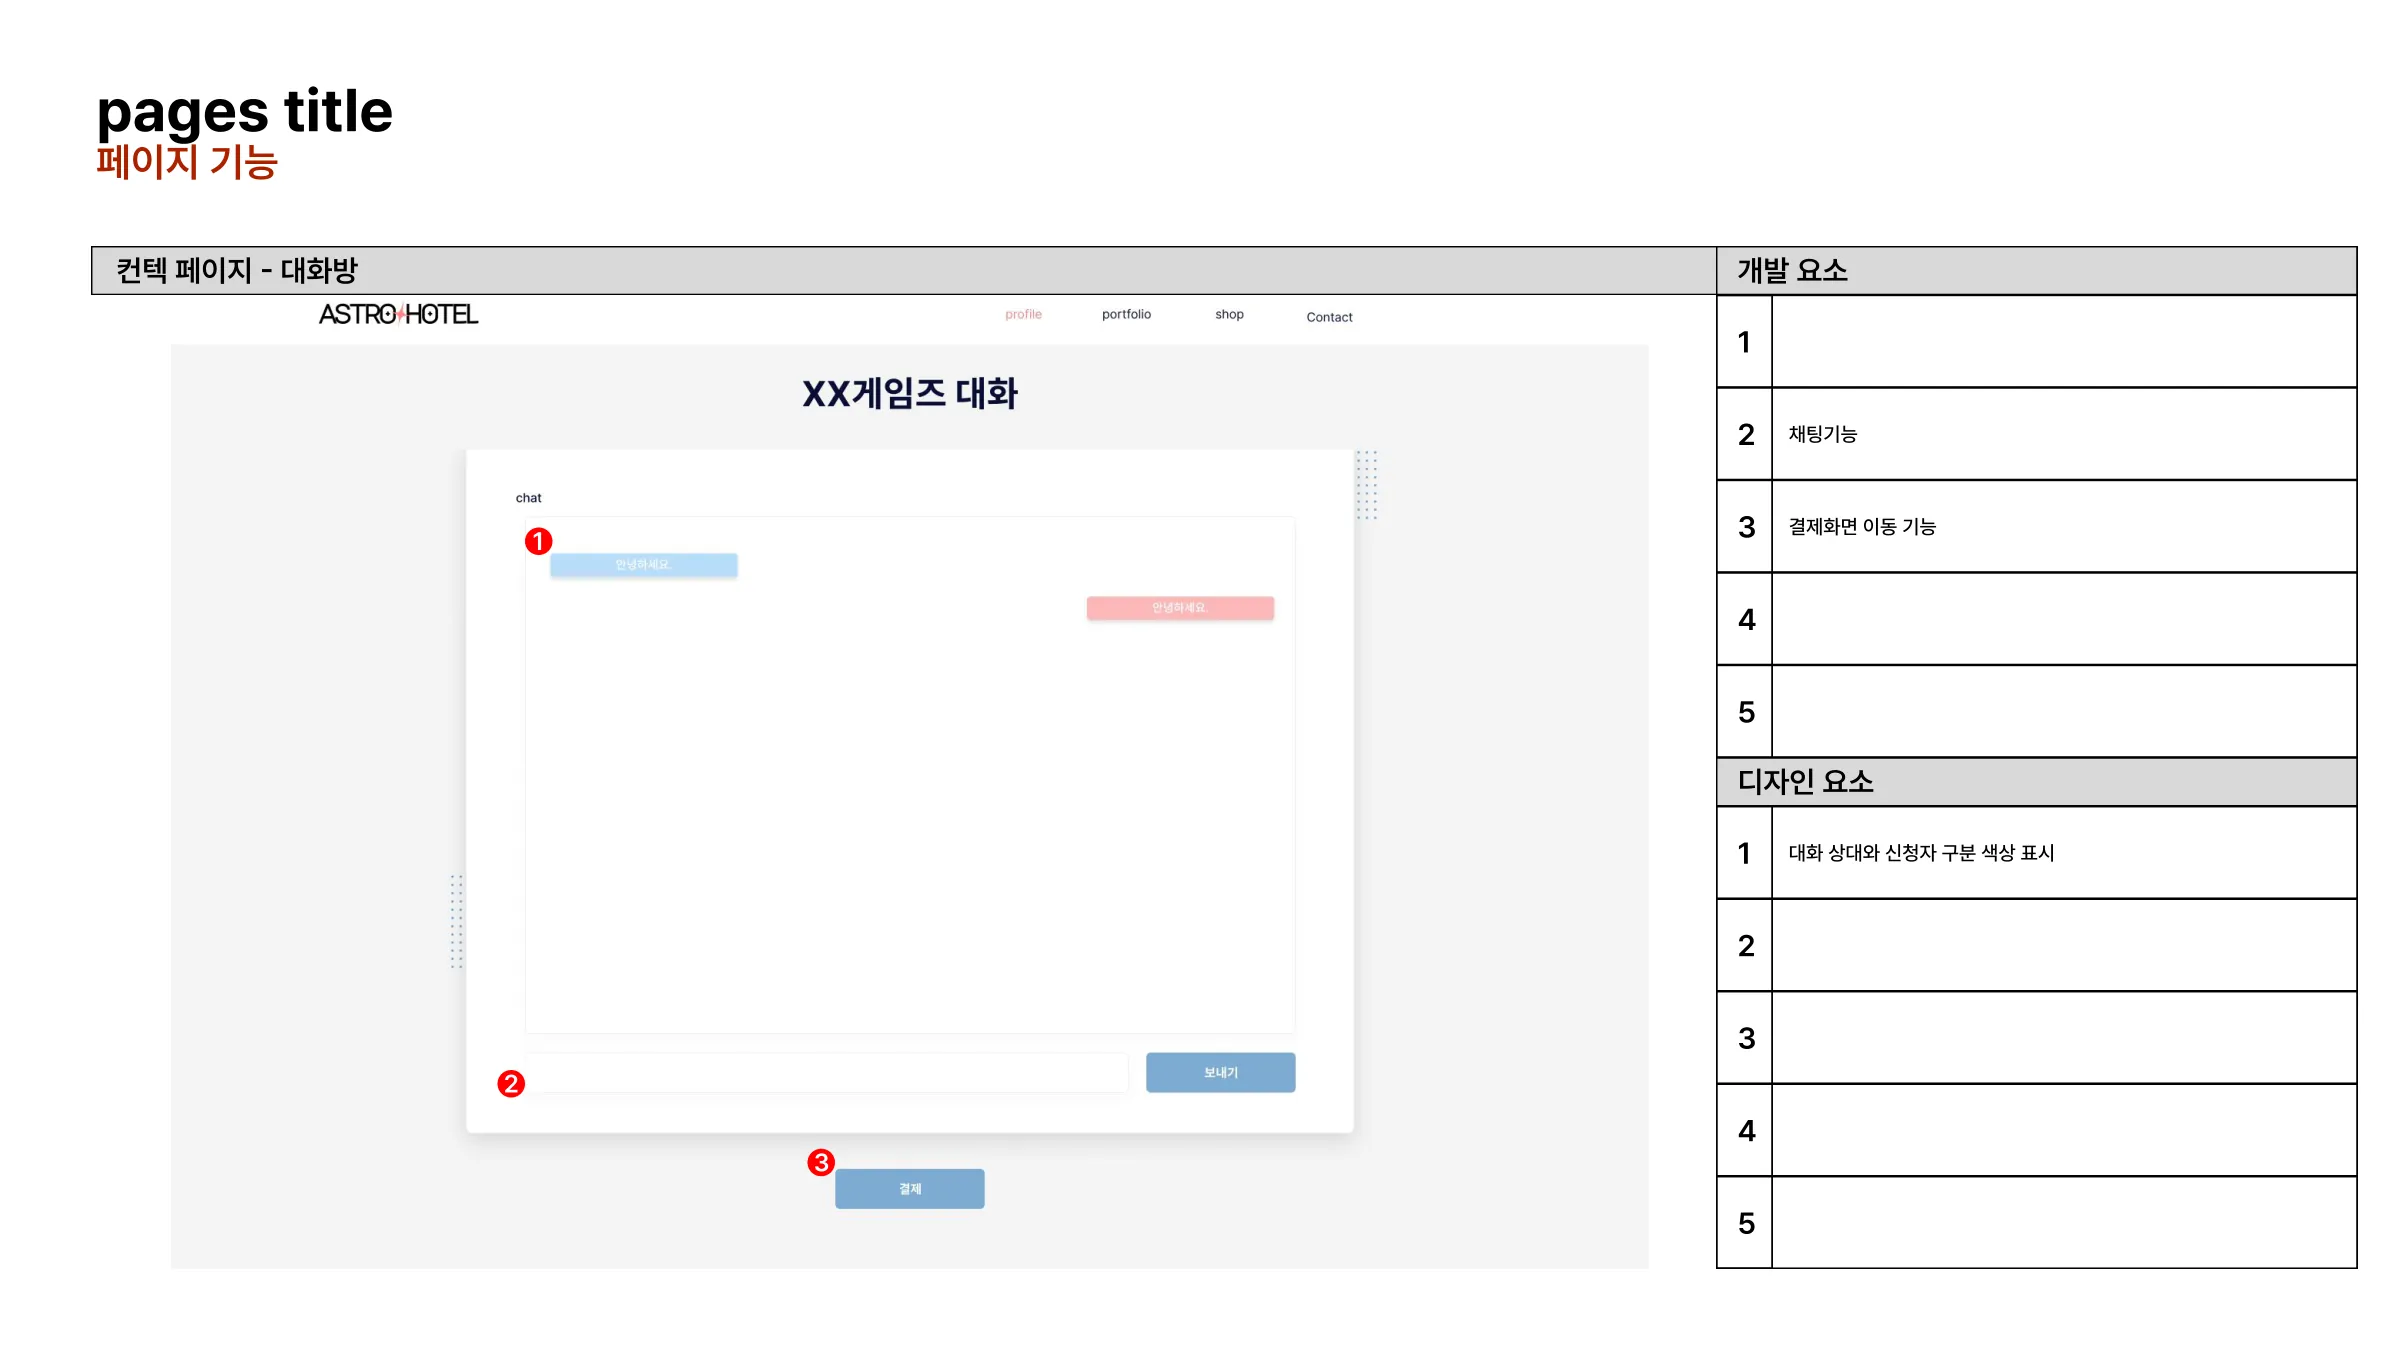 pages title
페이지 기능
컨텍 페이지 - 대화방
ASTRO HOTEL
profile
portfolio
shop
Contact
XX게임즈 대화
chat
1
안녕하세요.
안녕하세요.
2
보내기
3
결제
개발 요소
1
2 채팅기능
3 결제화면 이동 기능
4
5
디자인 요소
1 대화 상대와 신청자 구분 색상 표시
2
3
4
5